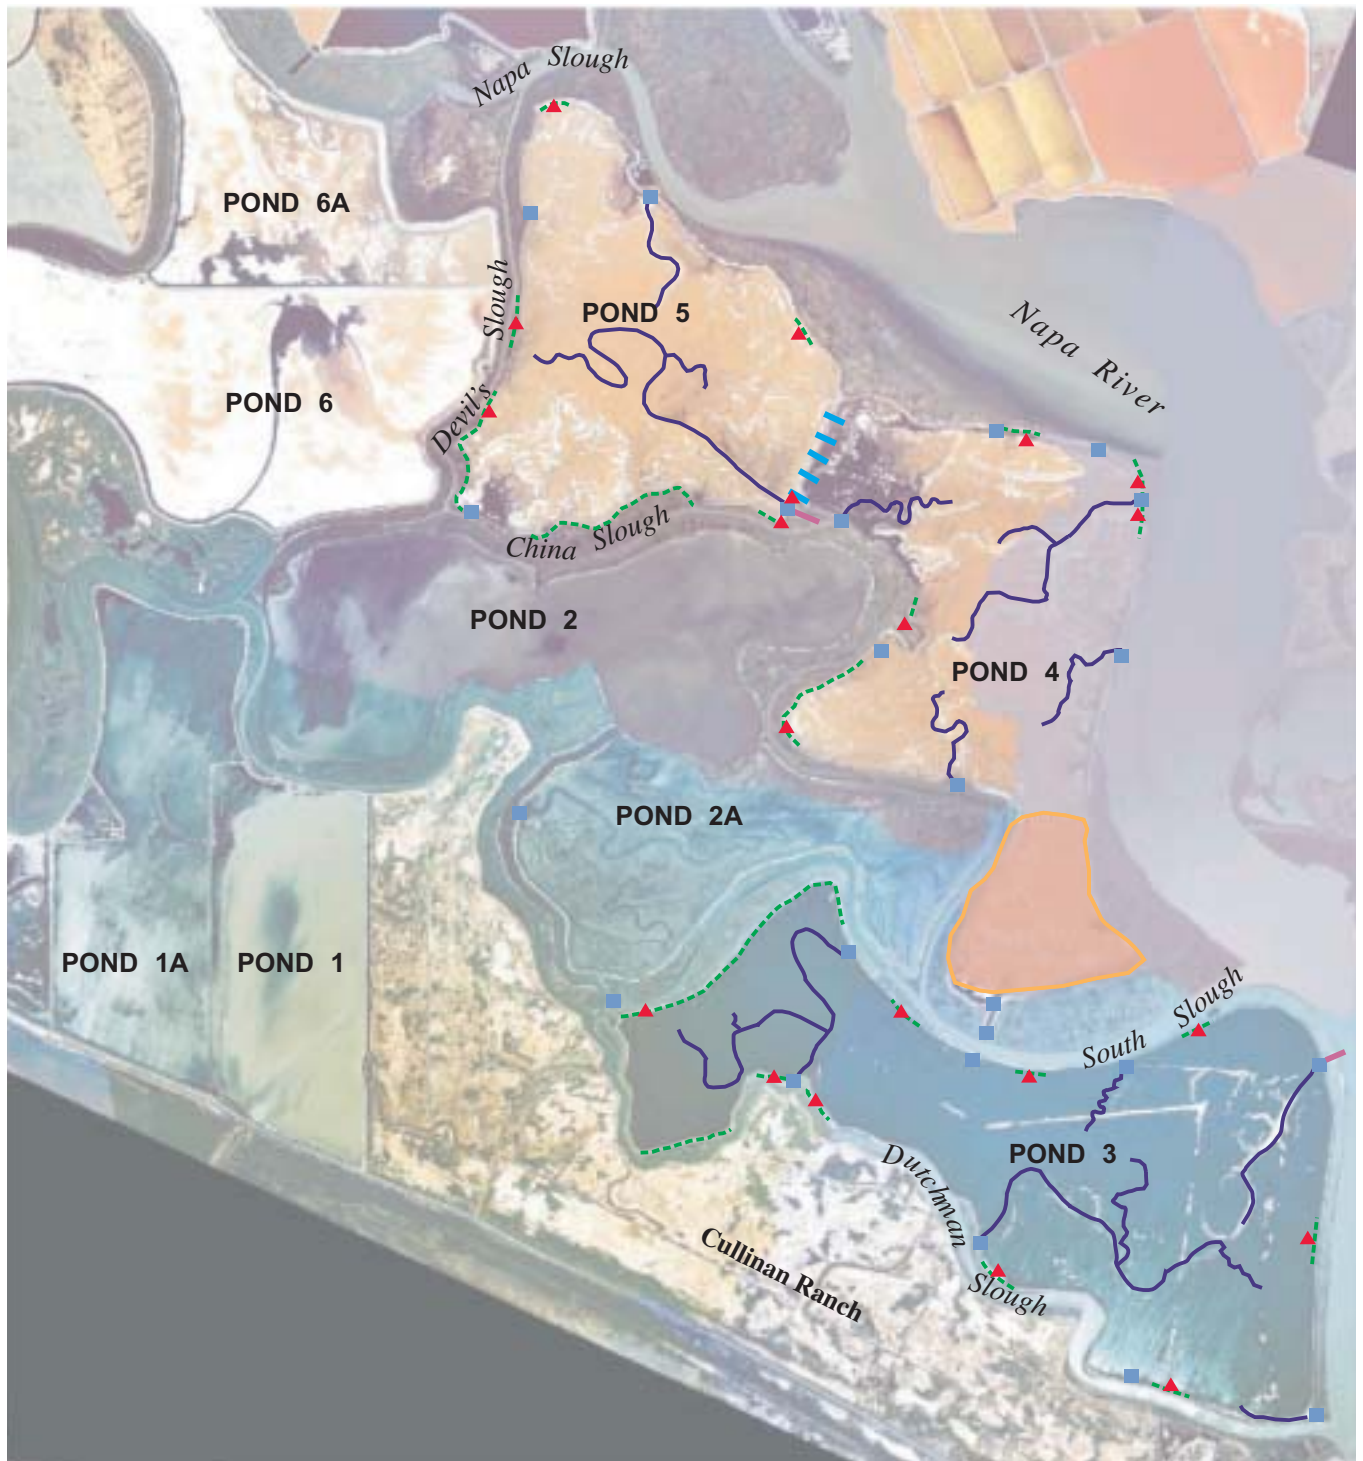 Napa Slough
POND 6A
Devil's Slough
POND 5
Napa River
POND 6
China Slough
POND 2
POND 4
POND 2A
POND 1A
POND 1
South Slough
POND 3
Dutchman Slough
Cullinan Ranch